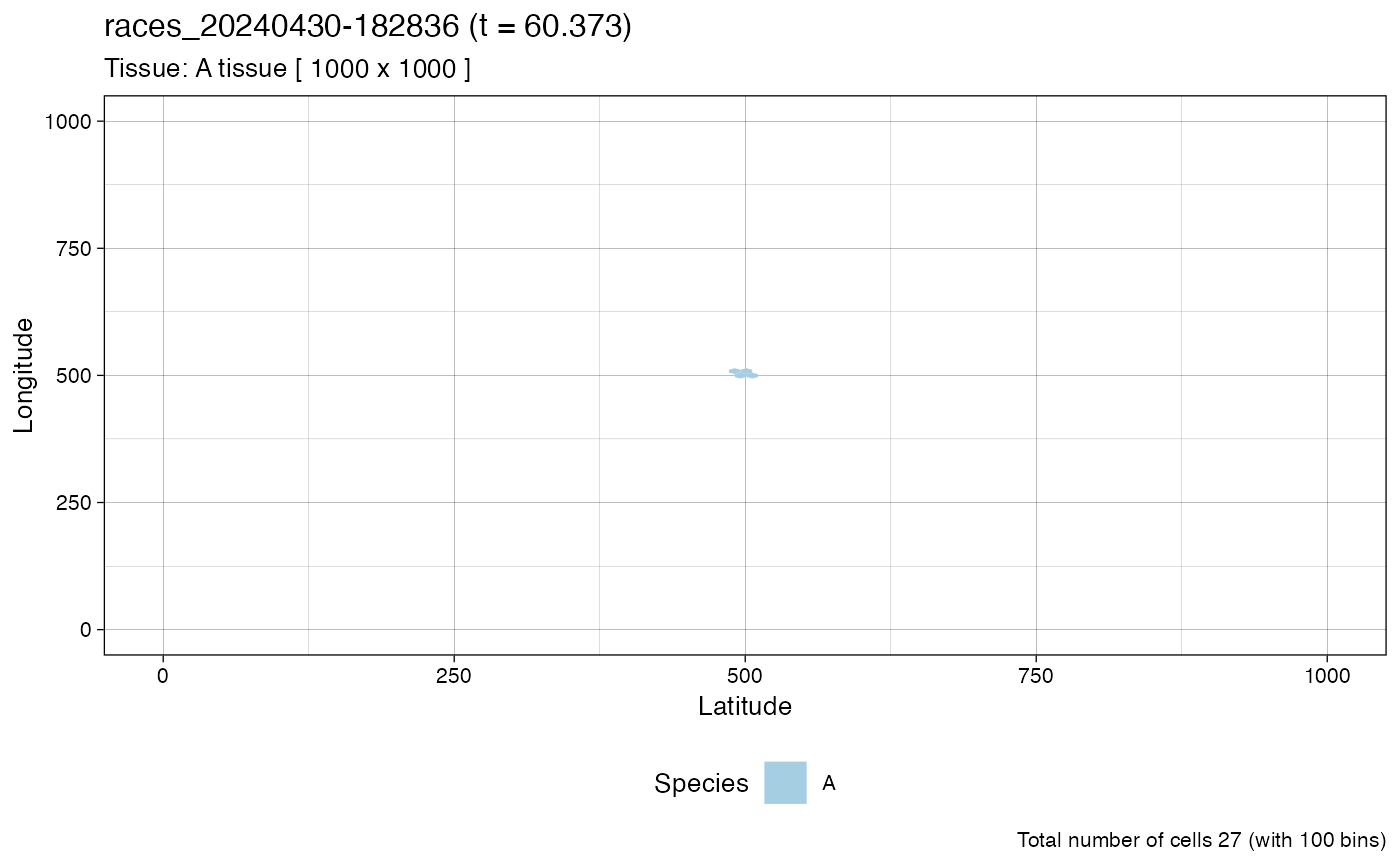 races_20240430-182836 (t = 60.373)
Tissue: A tissue [ 1000 x 1000 ]
1000
750
500
250
0
Longitude
0 250 500 750 1000
Latitude
Species A
Total number of cells 27 (with 100 bins)